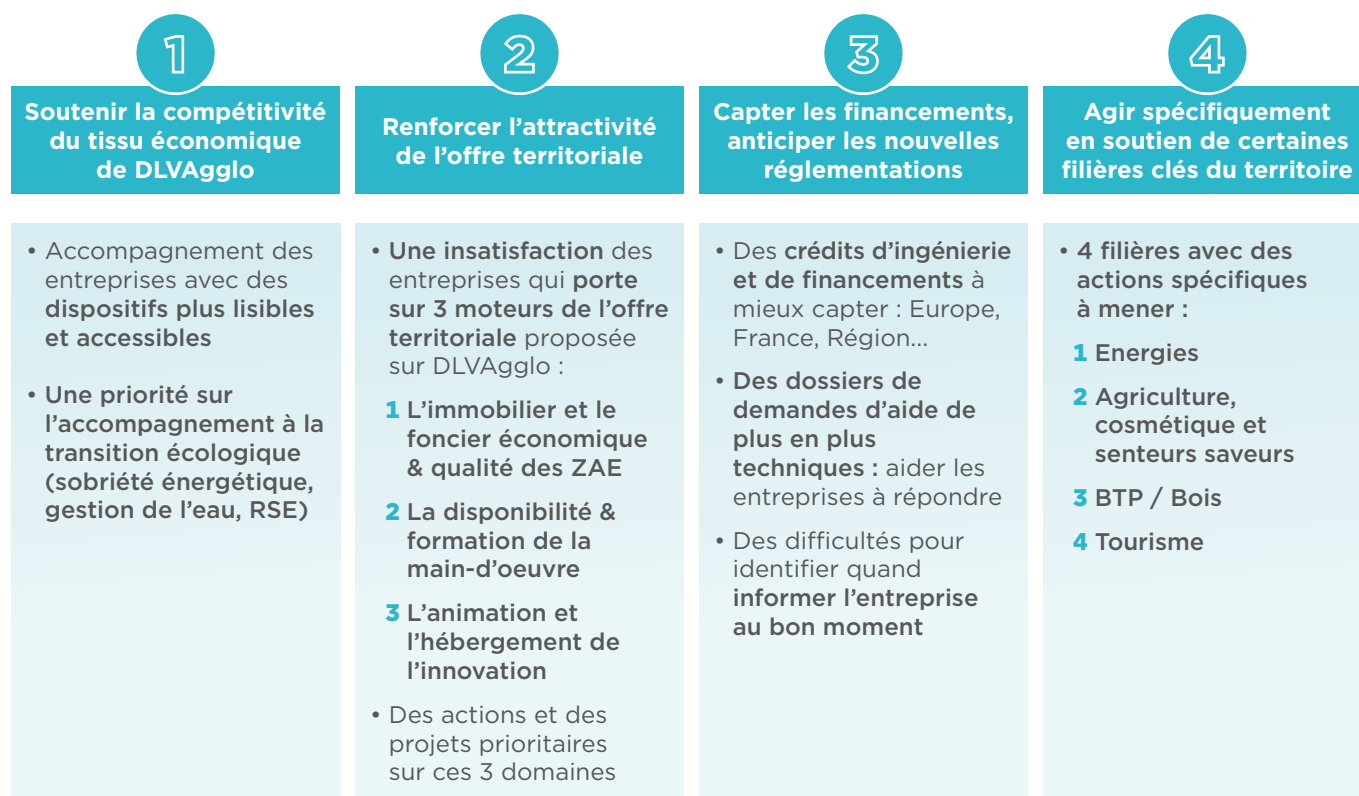 1
Soutenir la compétitivité
du tissu économique
de DLVAgglo
• Accompagnement des
entreprises avec des
dispositifs plus lisibles
et accessibles
• Une priorité sur
l'accompagnement à la
transition écologique
(sobriété énergétique,
gestion de l'eau, RSE)
2
Renforcer l'attractivité
de l'offre territoriale
• Une insatisfaction des
entreprises qui porte
sur 3 moteurs de l'offre
territoriale proposée
sur DLVAgglo :
1 L'immobilier et le
foncier économique
& qualité des ZAE
2 La disponibilité &
formation de la
main-d'oeuvre
3 L'animation et
l'hébergement de
l'innovation
• Des actions et des
projets prioritaires
sur ces 3 domaines
3
Capter les financements,
anticiper les nouvelles
réglementations
• Des crédits d'ingénierie
et de financements à
mieux capter : Europe,
France, Région...
• Des dossiers de
demandes d'aide de
plus en plus
techniques : aider les
entreprises à répondre
• Des difficultés pour
identifier quand
informer l'entreprise
au bon moment
4
Agir spécifiquement
en soutien de certaines
filières clés du territoire
• 4 filières avec des
actions spécifiques
à mener :
1 Energies
2 Agriculture,
cosmétique et
senteurs saveurs
3 BTP / Bois
4 Tourisme